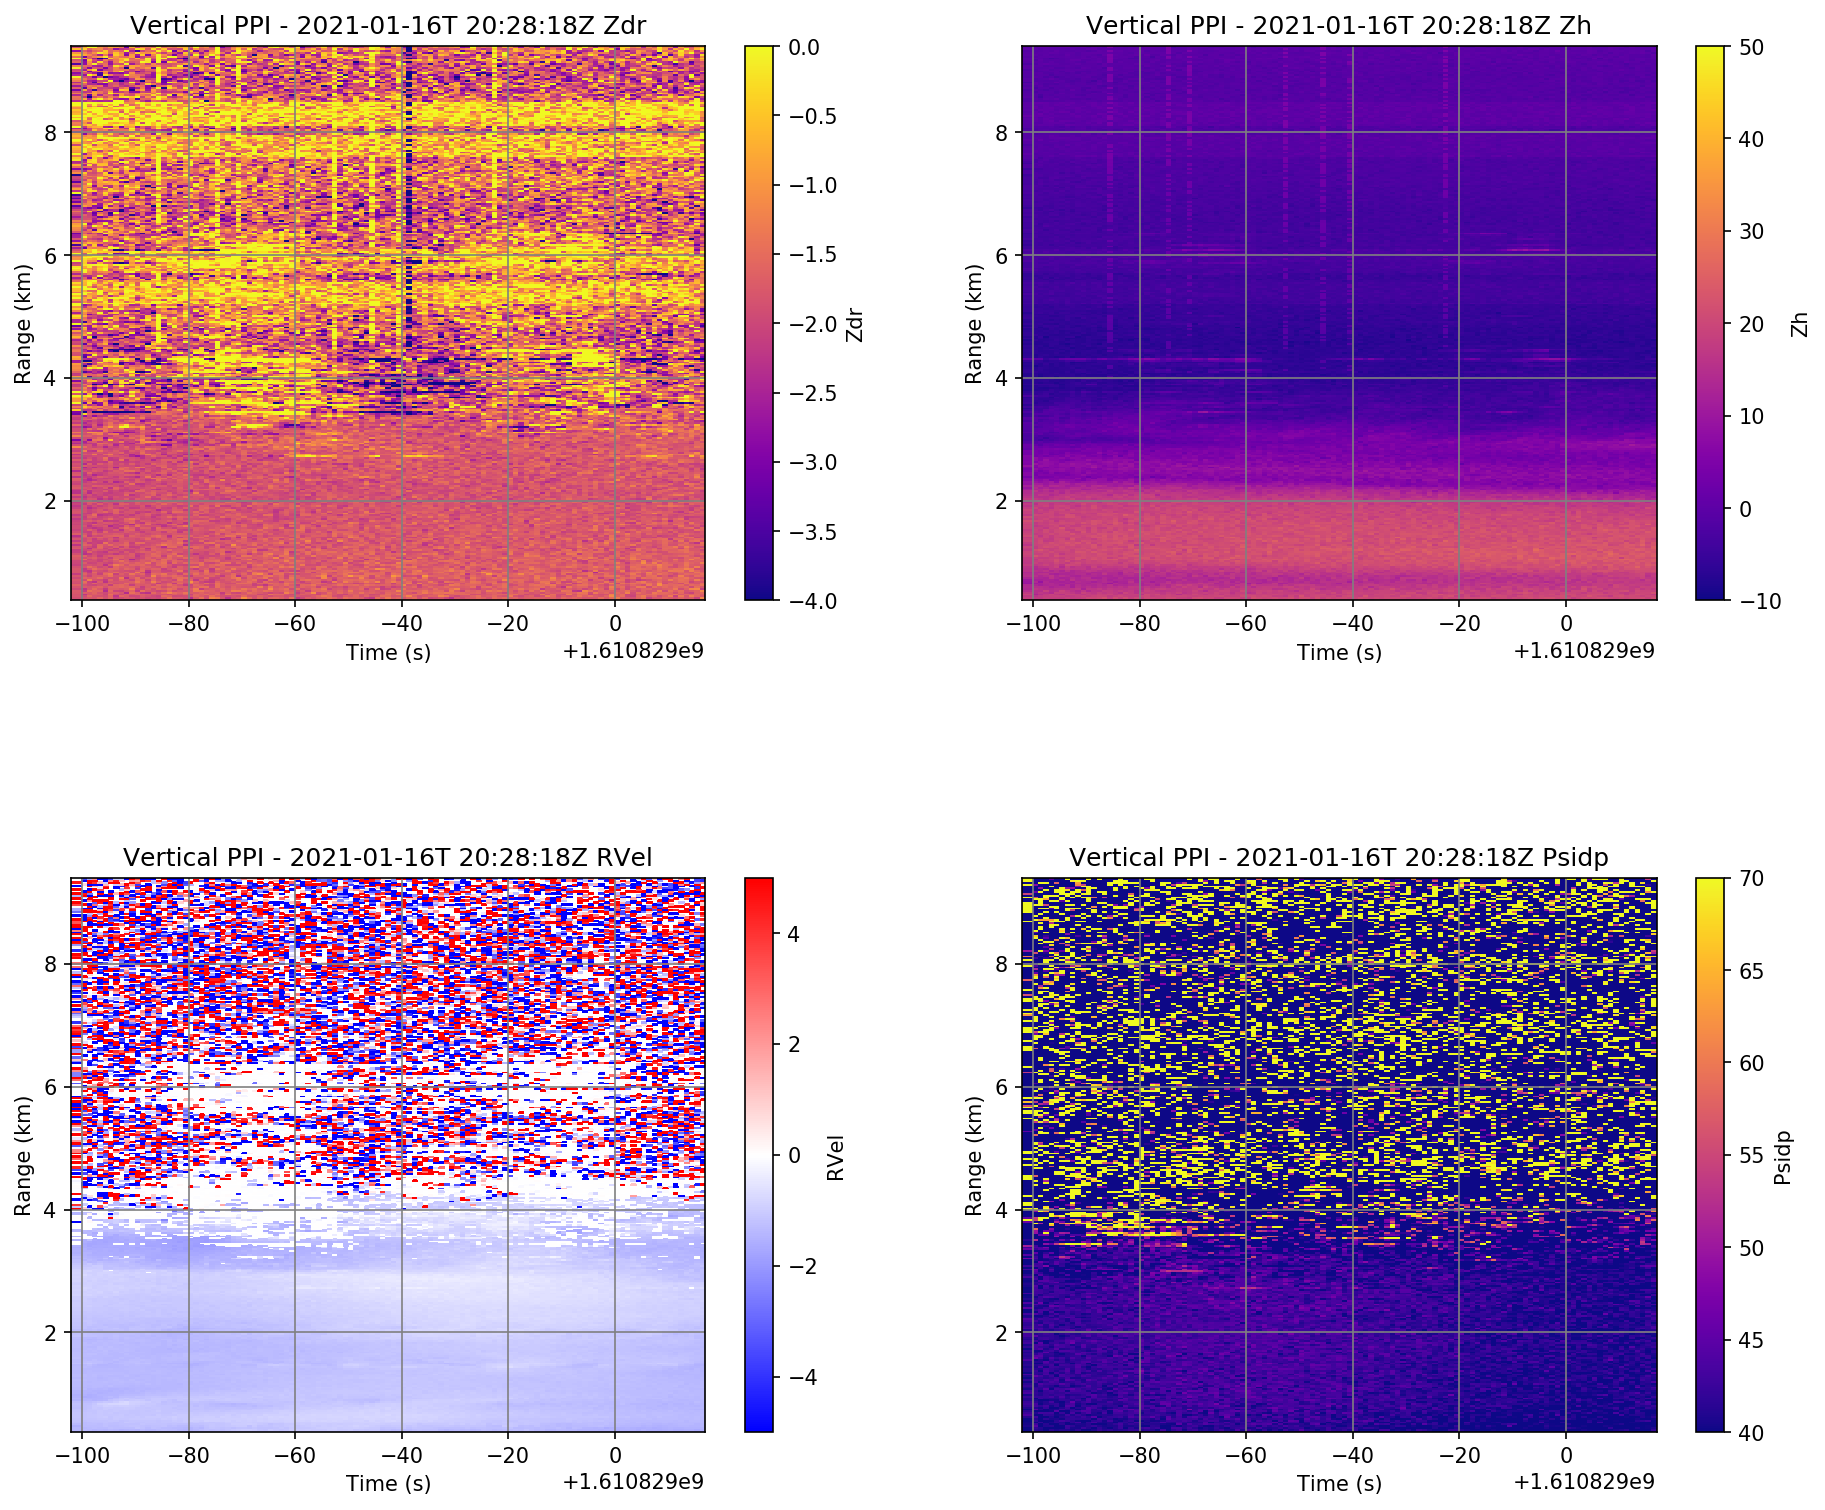 Vertical PPI - 2021-01-16T 20:28:18Z Zdr
Range (km)
8
6
4
2
−100 −80 −60 −40 −20 0
Time (s)
+1.610829e9
0.0
−0.5
−1.0
−1.5
−2.0
−2.5
−3.0
−3.5
−4.0
Zdr
Vertical PPI - 2021-01-16T 20:28:18Z Zh
Range (km)
8
6
4
2
−100 −80 −60 −40 −20 0
Time (s)
+1.610829e9
50
40
30
20
10
0
−10
Zh
Vertical PPI - 2021-01-16T 20:28:18Z RVel
Range (km)
8
6
4
2
−100 −80 −60 −40 −20 0
Time (s)
+1.610829e9
4
2
0
−2
−4
RVel
Vertical PPI - 2021-01-16T 20:28:18Z Psidp
Range (km)
8
6
4
2
−100 −80 −60 −40 −20 0
Time (s)
+1.610829e9
70
65
60
55
50
45
40
Psidp